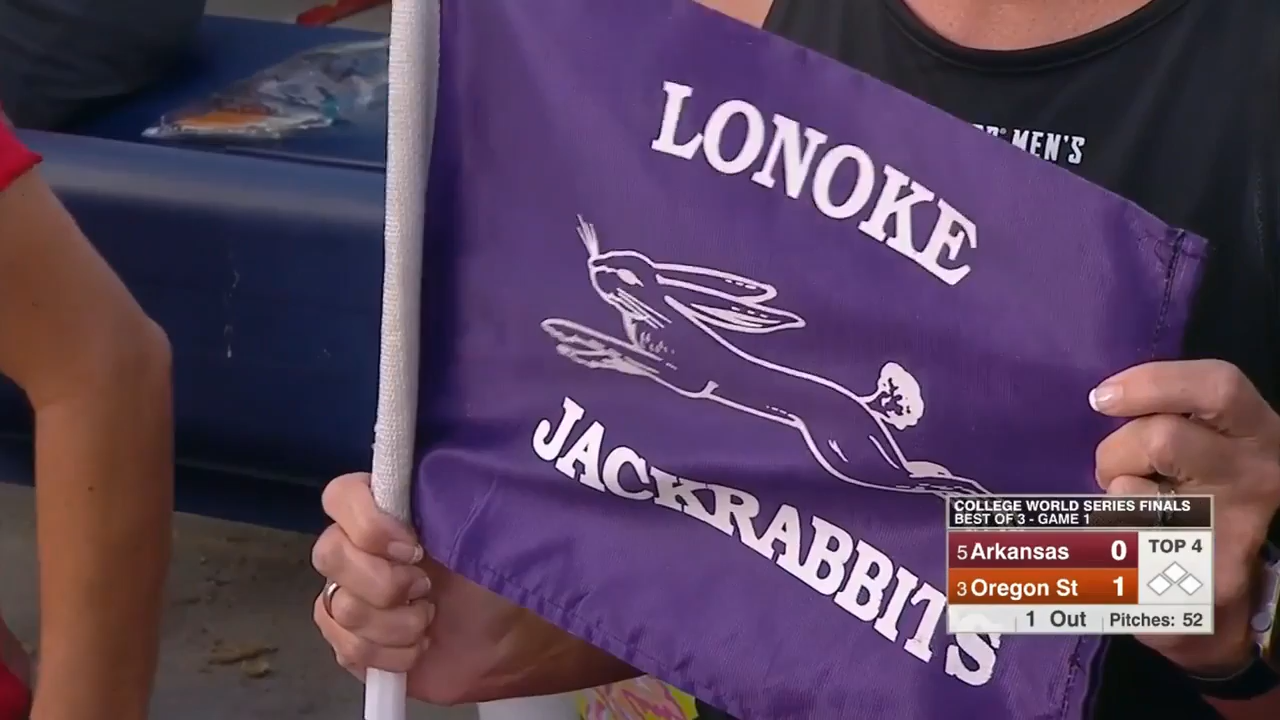 LONOKE
JACKRABBITS
MEN'S
COLLEGE WORLD SERIES FINALS
BEST OF 3 - GAME 1
5 Arkansas 0
3 Oregon St 1
TOP 4
1 Out
Pitches: 52